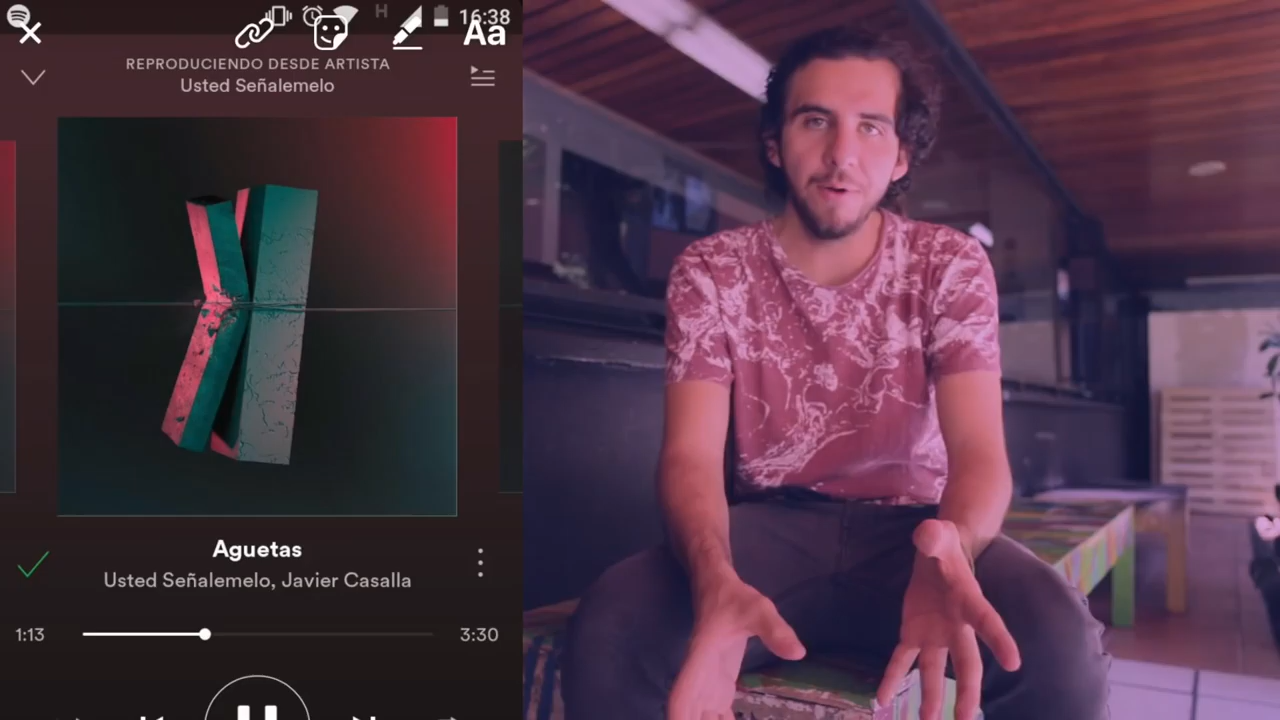 H
16:38
Aa
REPRODUCIENDO DESDE ARTISTA
Usted Señalemelo
Aguetas
Usted Señalemelo, Javier Casalla
1:13
3:30